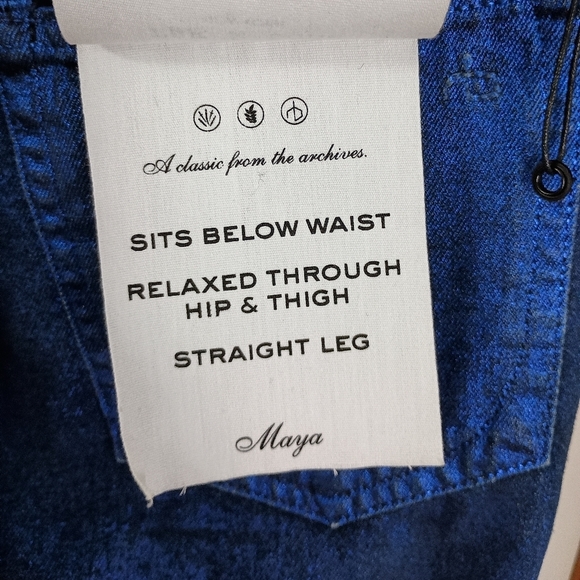 A classic from the archives.
SITS BELOW WAIST
RELAXED THROUGH
HIP & THIGH
STRAIGHT LEG
Maya